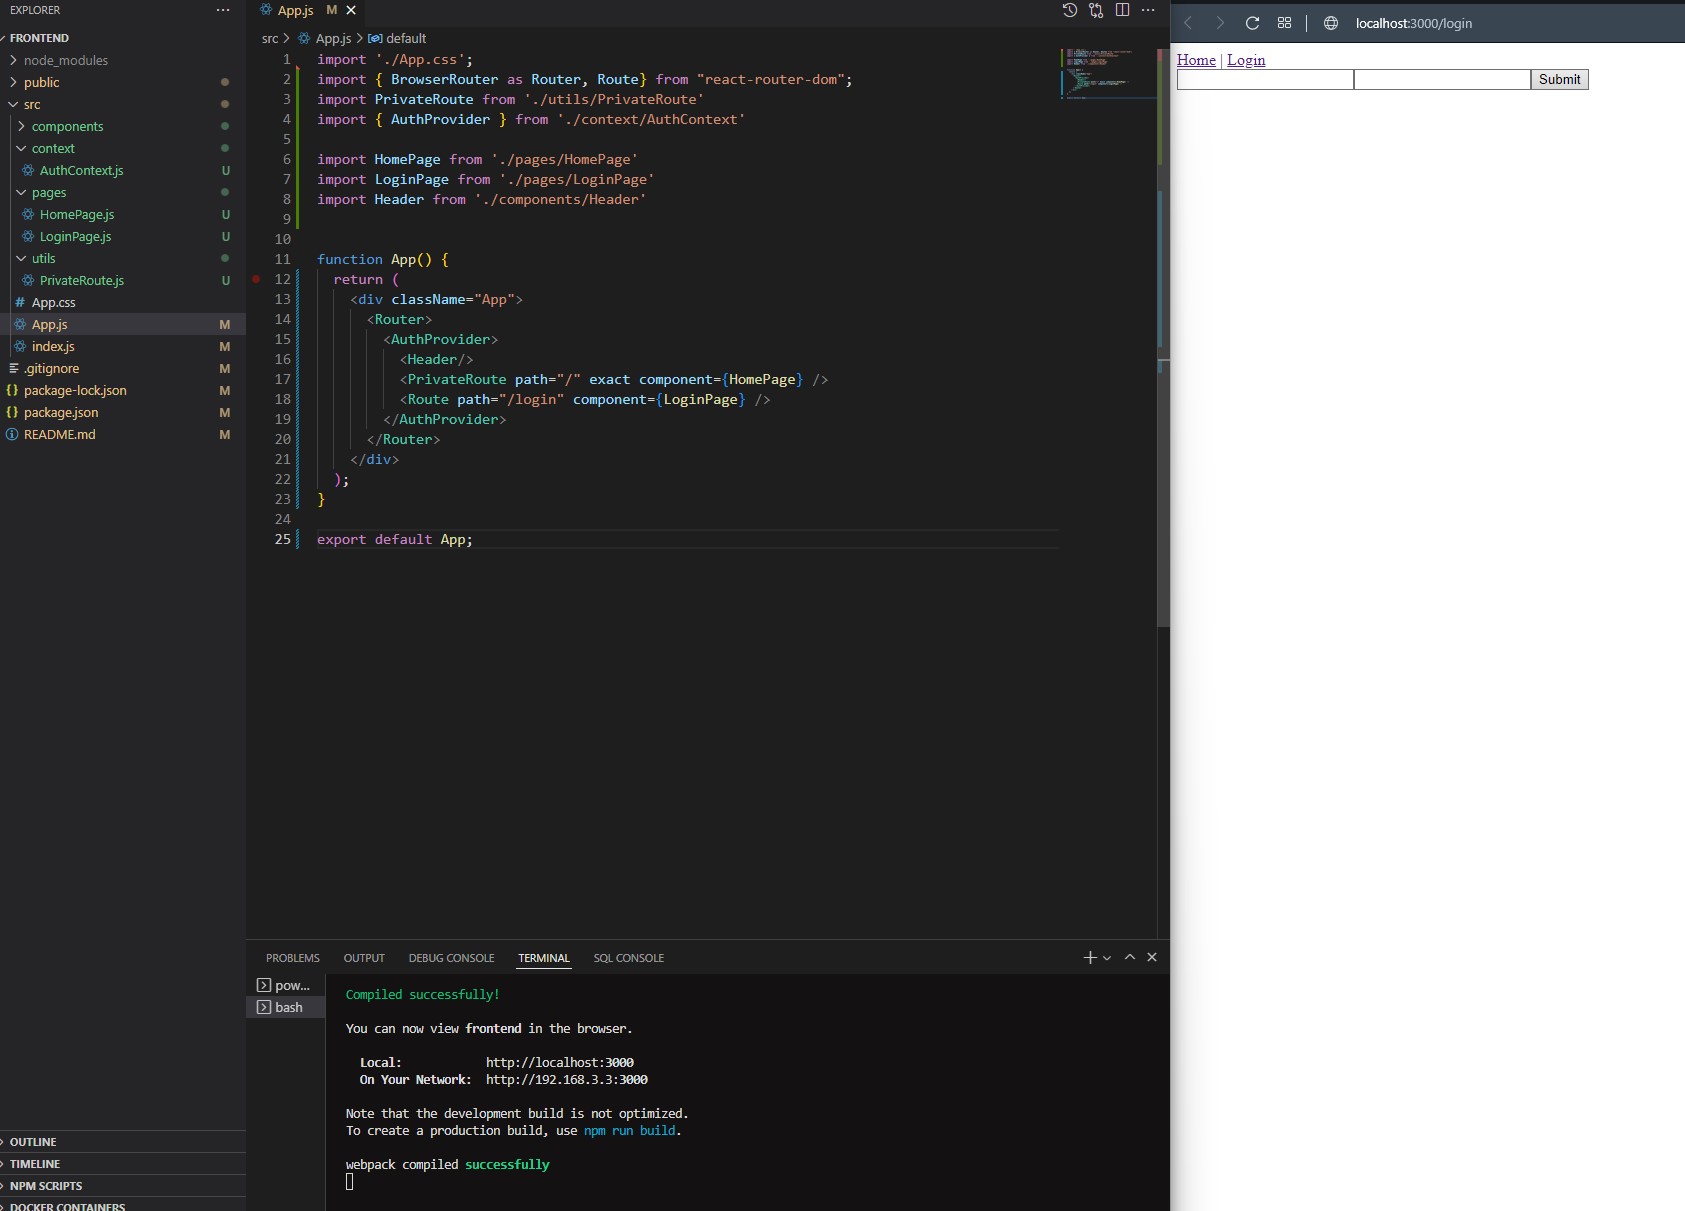 EXPLORER
FRONTEND
node_modules
public
src
components
context
AuthContext.js U
pages
HomePage.js U
LoginPage.js U
utils
PrivateRoute.js U
# App.css
App.js M
index.js M
.gitignore M
{} package-lock.json M
{} package.json M
README.md M
OUTLINE
TIMELINE
NPM SCRIPTS
DOCKER CONTAINERS
App.js M
src > App.js > default
1 import './App.css';
2 import { BrowserRouter as Router, Route} from "react-router-dom";
3 import PrivateRoute from './utils/PrivateRoute'
4 import { AuthProvider } from './context/AuthContext'
5
6 import HomePage from './pages/HomePage'
7 import LoginPage from './pages/LoginPage'
8 import Header from './components/Header'
9
10
11 function App() {
12 return (
13 <div className="App">
14 <Router>
15 <AuthProvider>
16 <Header/>
17 <PrivateRoute path="/" exact component={HomePage} />
18 <Route path="/login" component={LoginPage} />
19 </AuthProvider>
20 </Router>
21 </div>
22 );
23 }
24
25 export default App;
PROBLEMS OUTPUT DEBUG CONSOLE TERMINAL SQL CONSOLE
pow...
bash
Compiled successfully!
You can now view frontend in the browser.
Local: http://localhost:3000
On Your Network: http://192.168.3.3:3000
Note that the development build is not optimized.
To create a production build, use npm run build.
webpack compiled successfully
localhost:3000/login
Home | Login
Submit